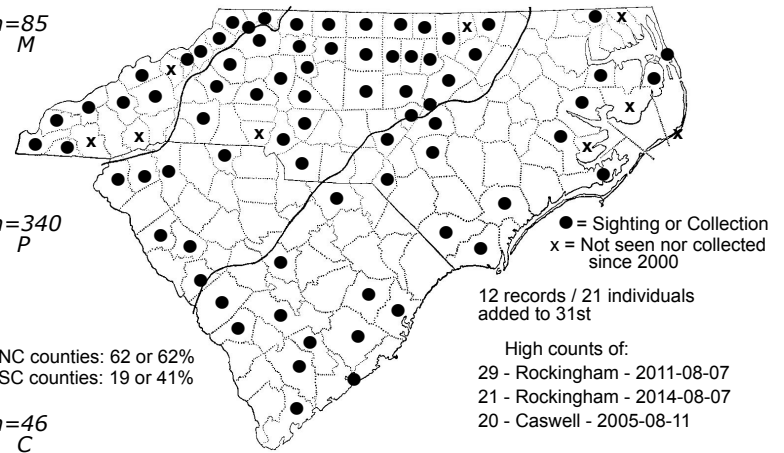 n=85
M
n=340
P
n=46
C
x
x
x
x
x
x
x
x
x
● = Sighting or Collection
x = Not seen nor collected
since 2000
12 records / 21 individuals
added to 31st
NC counties: 62 or 62%
SC counties: 19 or 41%
High counts of:
29 - Rockingham - 2011-08-07
21 - Rockingham - 2014-08-07
20 - Caswell - 2005-08-11